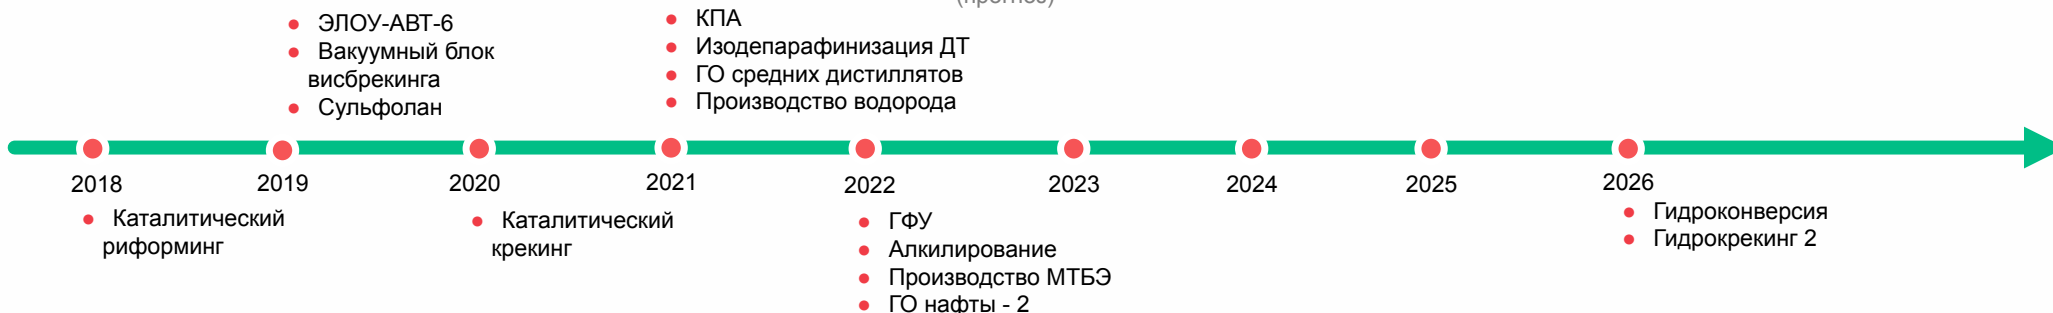 ЭЛОУ-АВТ-6
Вакуумный блок
висбрекинга
Сульфолан
КПА
Изодепарафинизация ДТ
ГО средних дистиллятов
Производство водорода
2018
2019
2020
2021
2022
2023
2024
2025
2026
Каталитический
риформинг
Каталитический
крекинг
ГФУ
Алкилирование
Производство МТБЭ
ГО нафты - 2
Гидроконверсия
Гидрокрекинг 2